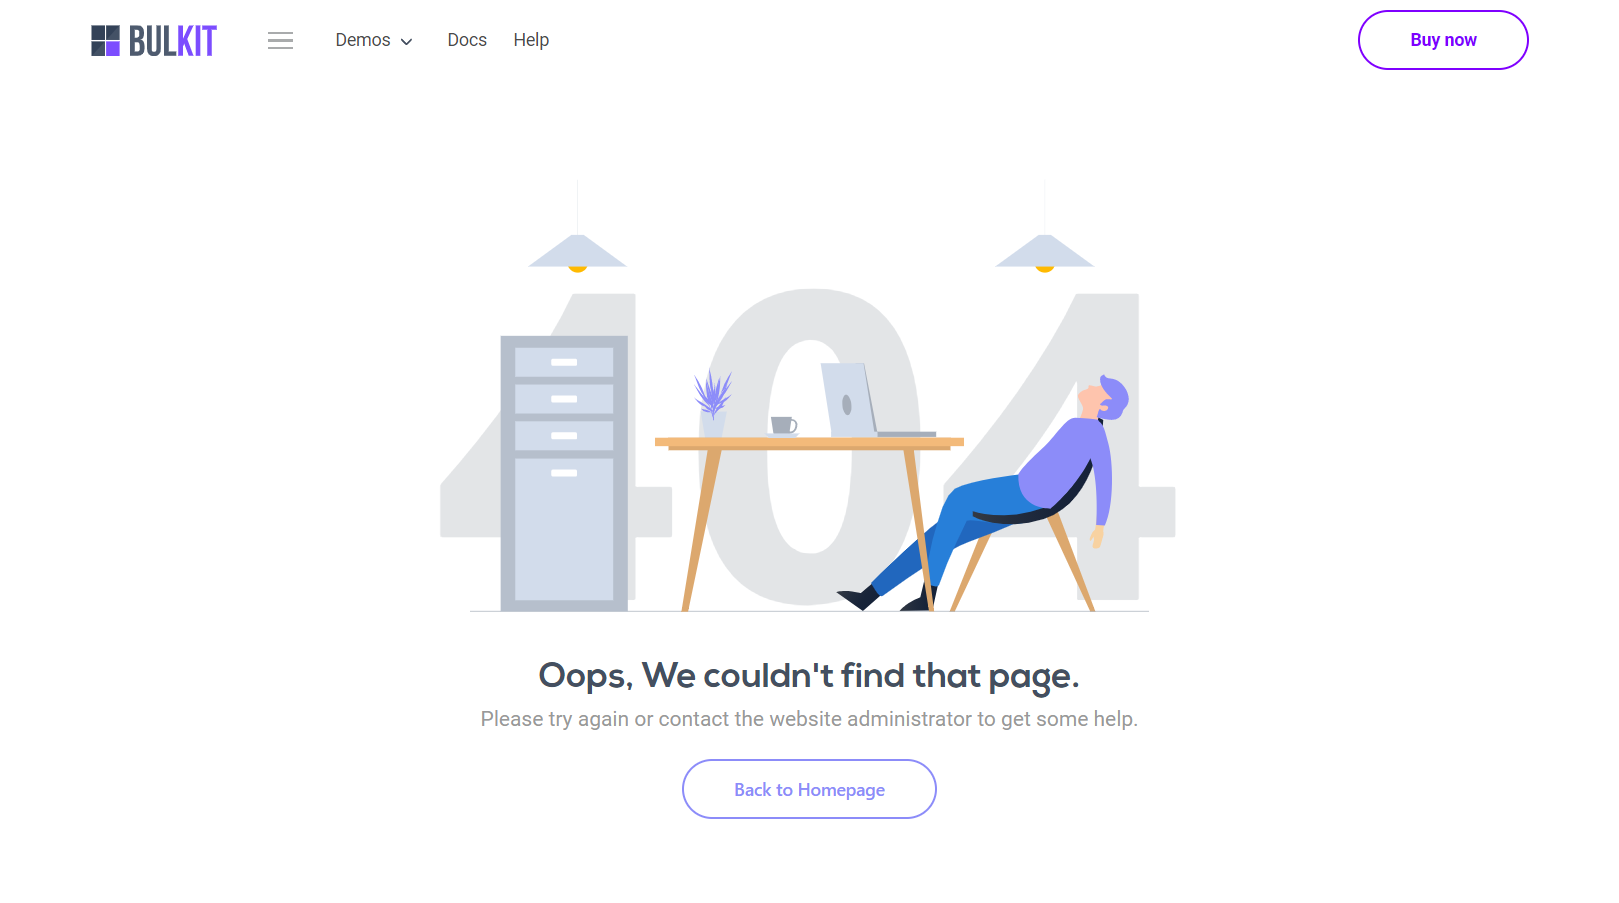 BULKIT
Demos
Docs
Help
Buy now
404
Oops, We couldn't find that page.
Please try again or contact the website administrator to get some help.
Back to Homepage